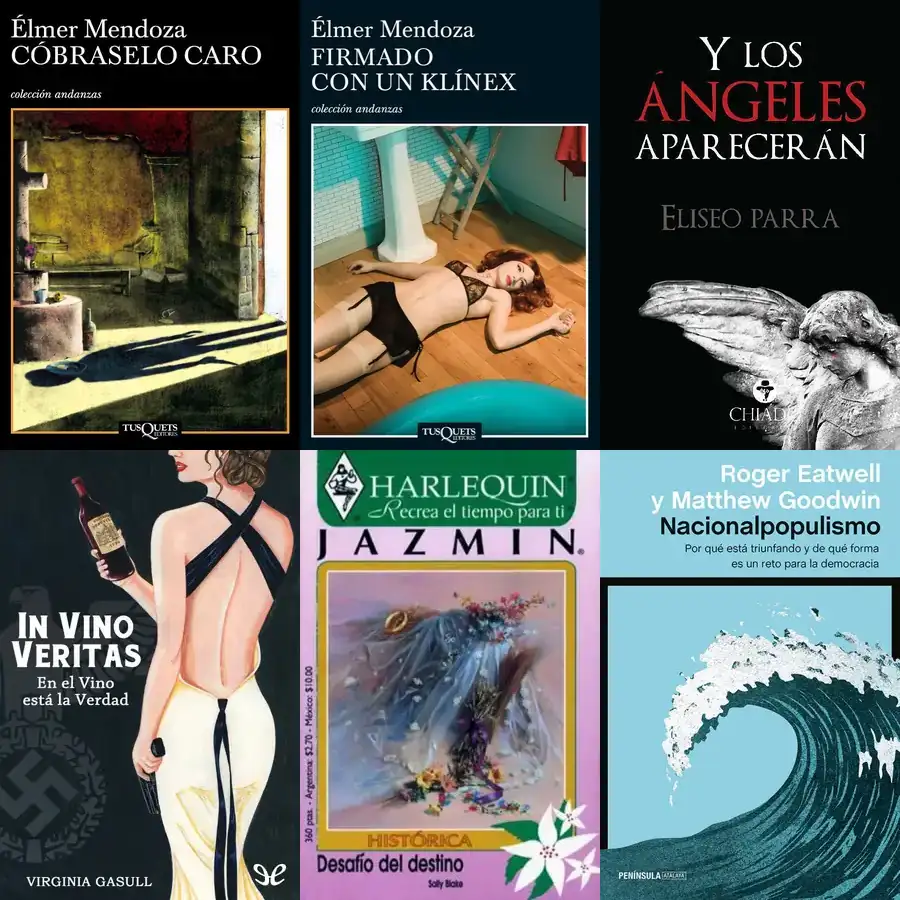 Élmer Mendoza
CÓBRASELO CARO
colección andanzas
TUSQUETS
EDITORES
Élmer Mendoza
FIRMADO
CON UN KLÍNEX
colección andanzas
TUSQUETS
EDITORES
Y LOS
ÁNGELES
APARECERÁN
ELISEO PARRA
IN VINO
VERITAS
En el Vino
está la Verdad
VIRGINIA GASULL
HARLEQUIN
Recrea el tiempo para ti
JAZMIN
360 ptas. - Argentina: $2.70 - México: $10.00
HISTÓRICA
Desafío del destino
Sally Blake
Roger Eatwell
y Matthew Goodwin
Nacionalpopulismo
Por qué está triunfando y de qué forma
es un reto para la democracia
PENÍNSULA ATALAYA